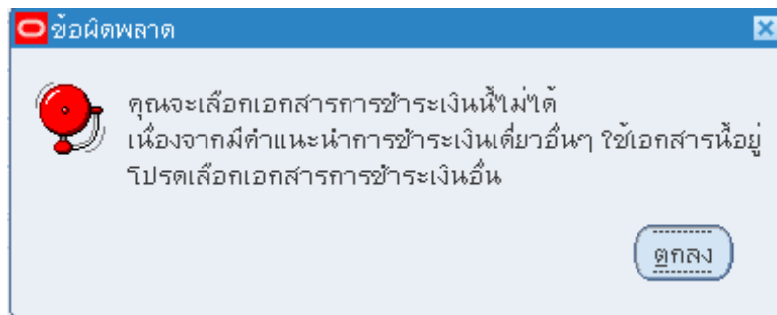 ข้อผิดพลาด
คุณจะเลือกเอกสารการชำระเงินนี้ไม่ได้
เนื่องจากมีคำแนะนำการชำระเงินเดี่ยวอื่นๆ ใช้เอกสารนี้อยู่
โปรดเลือกเอกสารการชำระเงินอื่น
ตกลง